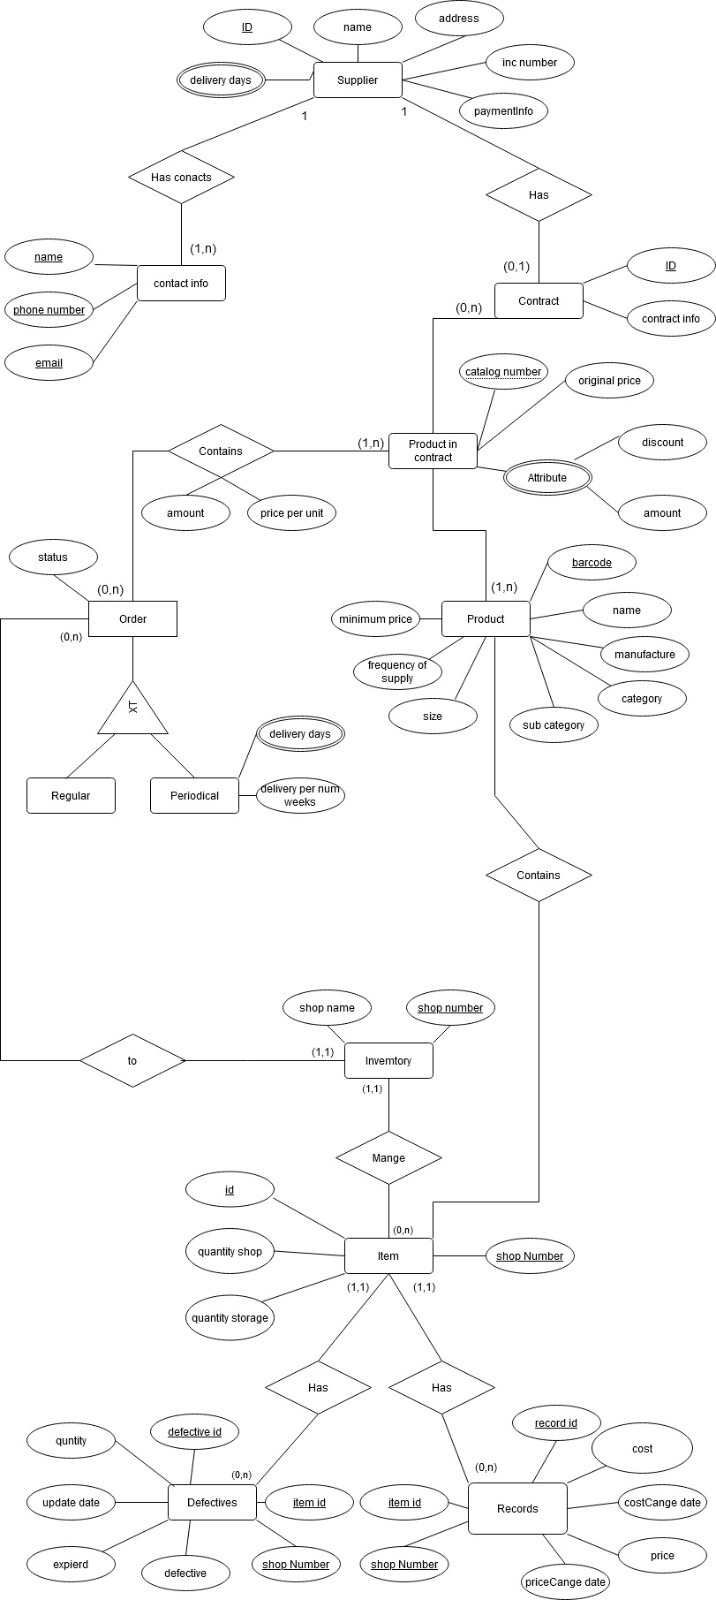 ID
name
address
delivery days
Supplier
inc number
paymentInfo
1
1
Has conacts
Has
(1,n)
(0,1)
name
contact info
phone number
email
ID
Contract
contract info
(0,n)
catalog number
original price
Contains
(1,n)
Product in
contract
discount
Attribute
amount
amount
price per unit
status
(0,n)
Order
(0,n)
barcode
(1,n)
minimum price
Product
name
manufacture
frequency of
supply
category
size
sub category
XT
delivery days
Regular
Periodical
delivery per num
weeks
Contains
shop name
shop number
to
(1,1)
Invemtory
(1,1)
Mange
id
(0,n)
quantity shop
Item
shop Number
quantity storage
(1,1)
(1,1)
Has
Has
quntity
defective id
record id
cost
(0,n)
(0,n)
update date
Defectives
item id
item id
Records
costCange date
expierd
defective
shop Number
shop Number
price
priceCange date